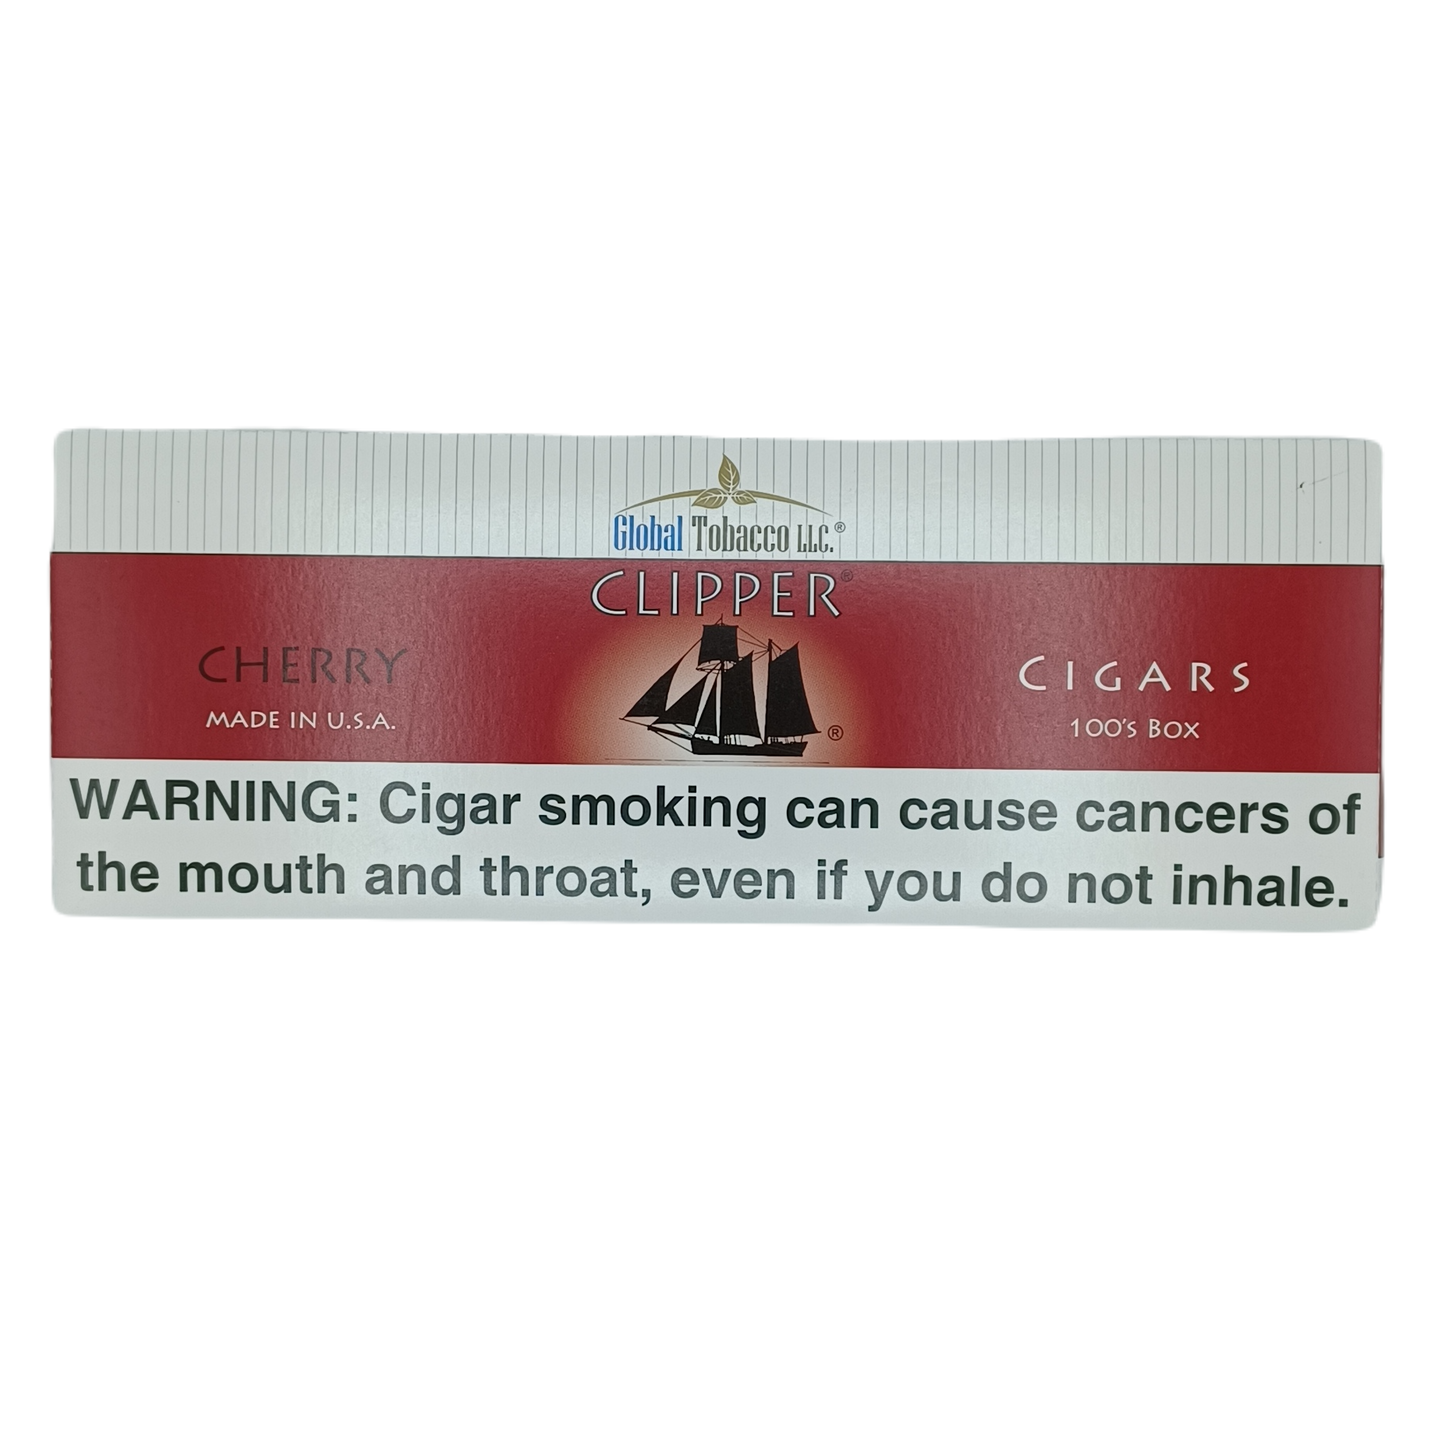 Global Tobacco LLC.®
CLIPPER®
CHERRY
MADE IN U.S.A.
®
CIGARS
100'S BOX
WARNING: Cigar smoking can cause cancers of
the mouth and throat, even if you do not inhale.